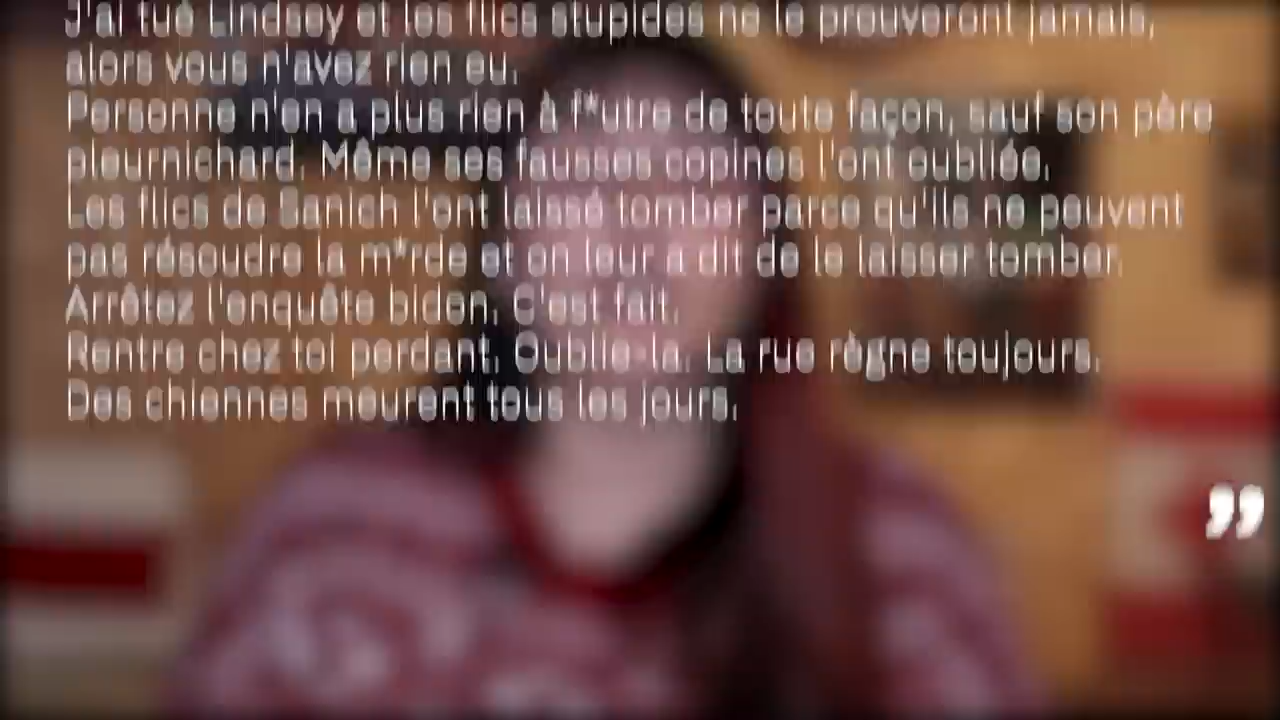 J'ai tué Lindsey et les flics stupides ne le prouveront jamais,
alors vous n'avez rien eu.
Personne n'en a plus rien à f*utre de toute façon, sauf son père
pleurnichard. Même ses fausses copines l'ont oubliée.
Les flics de Sanich l'ont laissé tomber parce qu'ils ne peuvent
pas résoudre la m*rde et on leur a dit de le laisser tomber.
Arrêtez l'enquête bidon. C'est fait.
Rentre chez toi perdant. Oublie-la. La rue règne toujours.
Des chiennes meurent tous les jours.
”